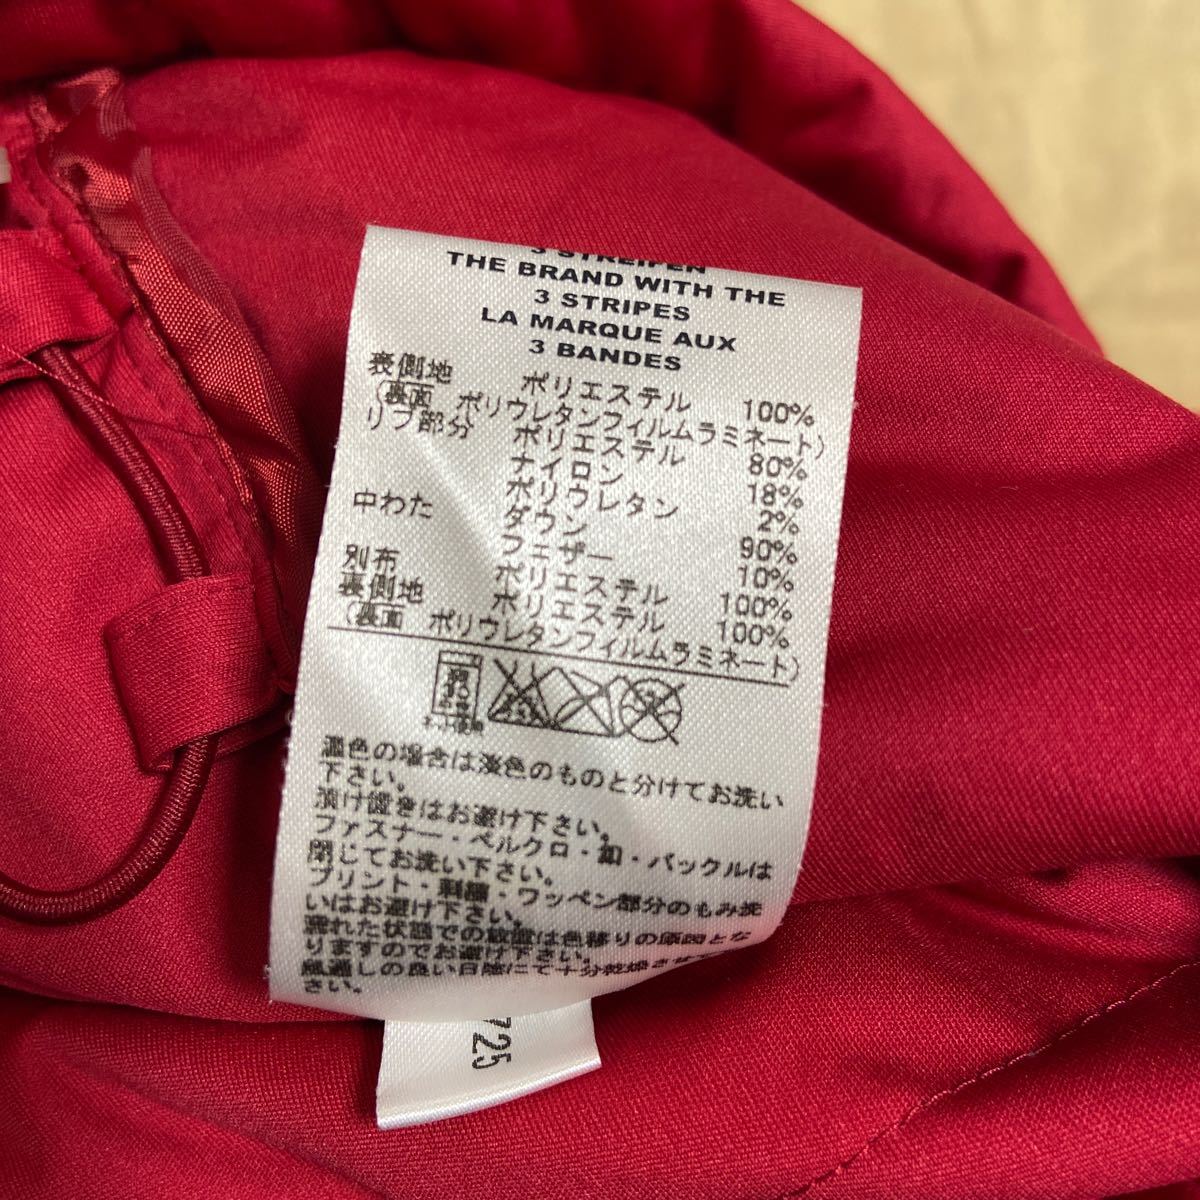 3 STREIFEN
THE BRAND WITH THE
3 STRIPES
LA MARQUE AUX
3 BANDES
表側地 ポリエステル 100%
(裏面 ポリウレタンフィルムラミネート)
リブ部分 ポリエステル 80%
ナイロン 18%
ポリウレタン 2%
中わた ダウン 90%
フェザー 10%
別布 ポリエステル 100%
裏側地 ポリエステル 100%
(裏面 ポリウレタンフィルムラミネート)
ネット使用
濃色の場合は淡色のものと分けてお洗い
下さい。
漬け置きはお避け下さい。
ファスナー・ベルクロ・釦・バックルは
閉じてお洗い下さい。
プリント・刺繍・ワッペン部分のもみ洗
いはお避け下さい。
濡れた状態での放置は色移りの原因とな
りますのでお避け下さい。
風通しの良い日陰にて十分乾燥させて
さい。
725